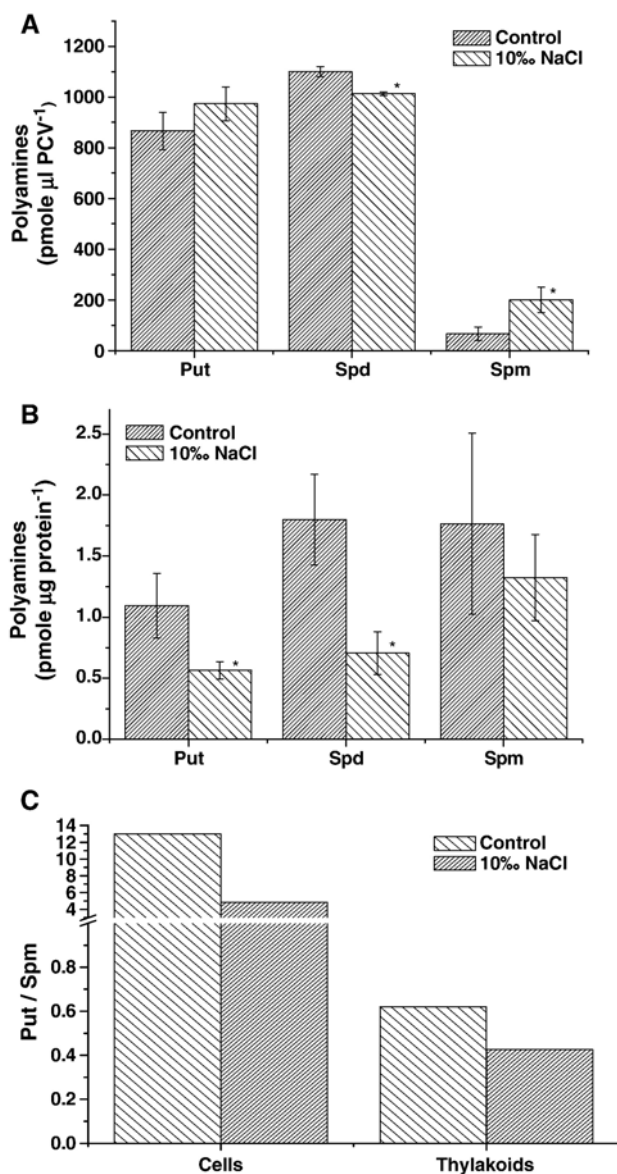 A
Polyamines
(pmole µl PCV⁻¹)
1200
1000
800
600
400
200
0
Control
10‰ NaCl
*
*
Put Spd Spm
B
Polyamines
(pmole µg protein⁻¹)
2.5
2.0
1.5
1.0
0.5
0.0
Control
10‰ NaCl
*
*
Put Spd Spm
C
Put / Spm
14
12
10
8
6
4
0.8
0.6
0.4
0.2
0.0
Control
10‰ NaCl
Cells Thylakoids